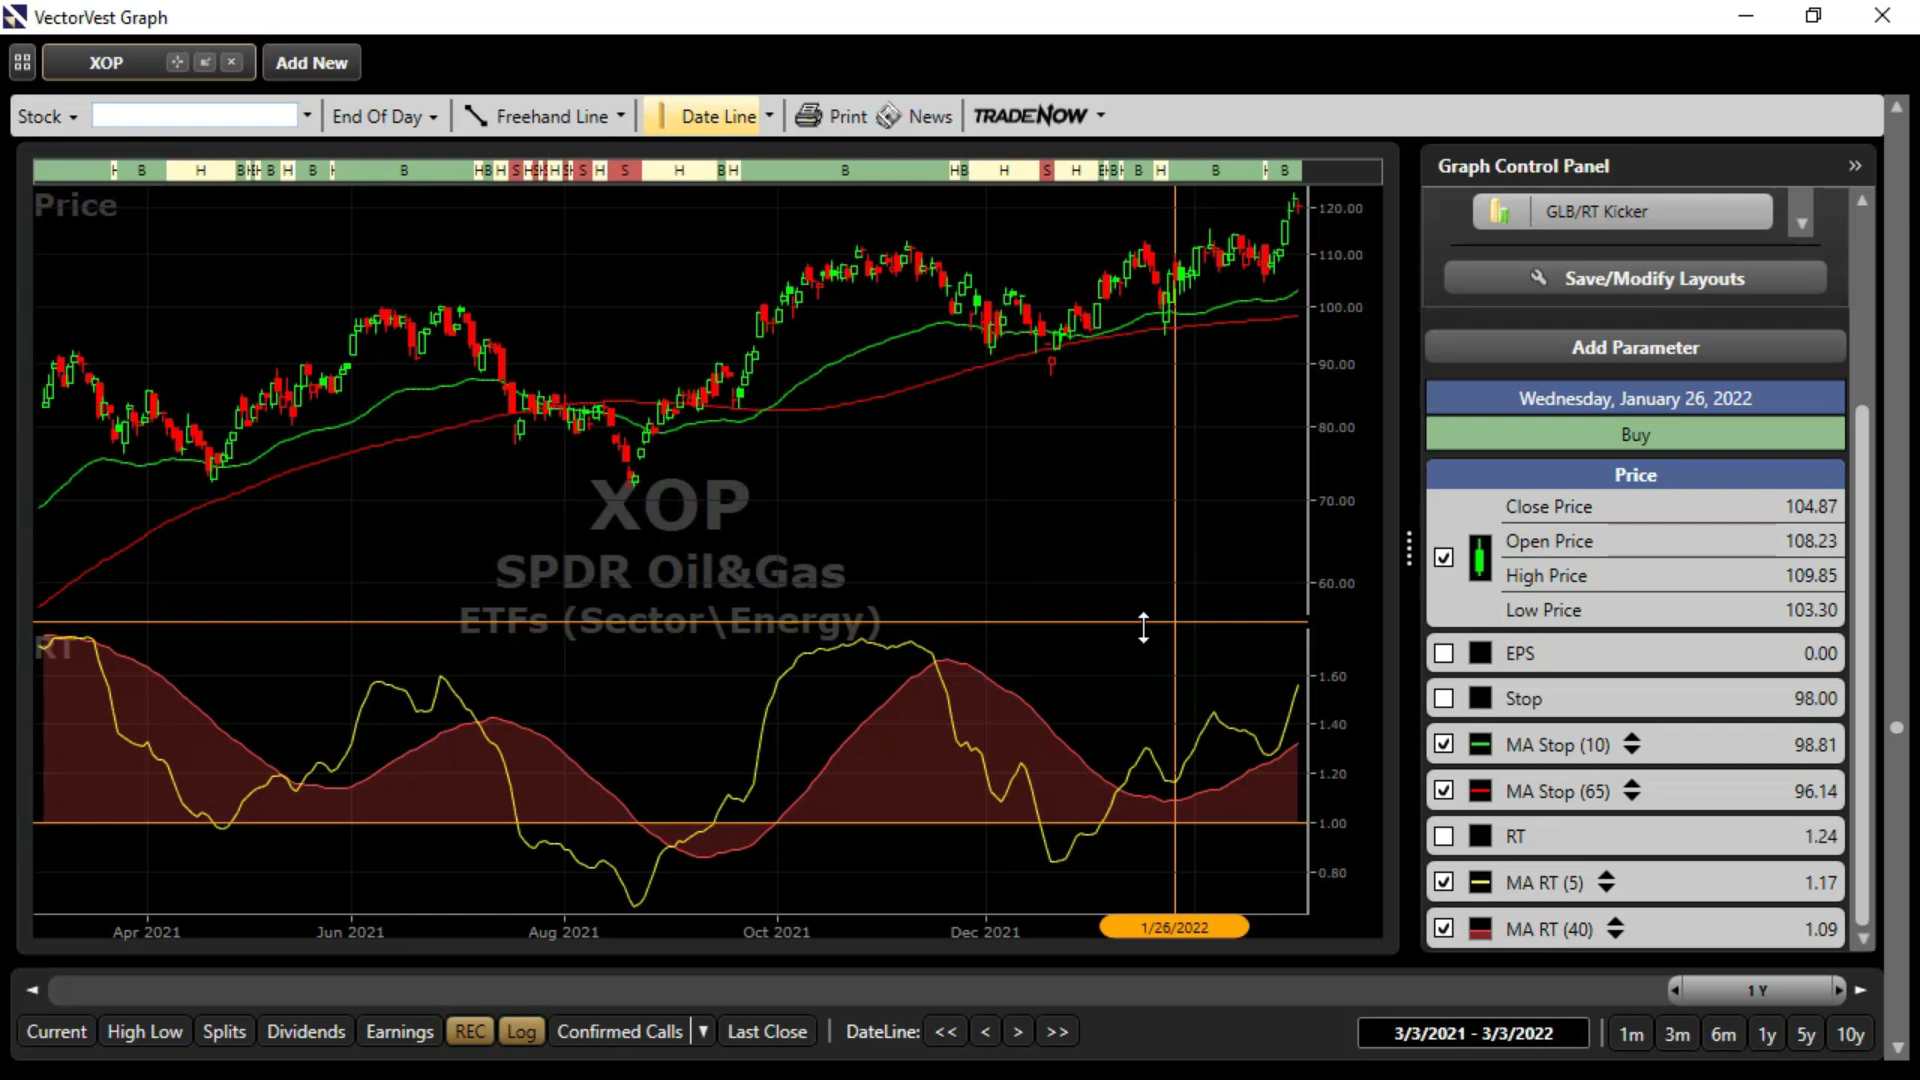 VectorVest Graph
XOP
Add New
Stock
End Of Day
Freehand Line
Date Line
Print
News
TRADENOW
H B H B H B H B H B H S H S H S H S H B H B H B H S H B H B H B H B
Price
120.00
110.00
100.00
90.00
80.00
70.00
60.00
XOP
SPDR Oil&Gas
ETFs (Sector\Energy)
RT
1.60
1.40
1.20
1.00
0.80
Apr 2021
Jun 2021
Aug 2021
Oct 2021
Dec 2021
1/26/2022
Graph Control Panel
GLB/RT Kicker
Save/Modify Layouts
Add Parameter
Wednesday, January 26, 2022
Buy
Price
Close Price 104.87
Open Price 108.23
High Price 109.85
Low Price 103.30
EPS 0.00
Stop 98.00
MA Stop (10) 98.81
MA Stop (65) 96.14
RT 1.24
MA RT (5) 1.17
MA RT (40) 1.09
1 Y
Current
High Low
Splits
Dividends
Earnings
REC
Log
Confirmed Calls
Last Close
DateLine:
<<
<
>
>>
3/3/2021 - 3/3/2022
1m
3m
6m
1y
5y
10y